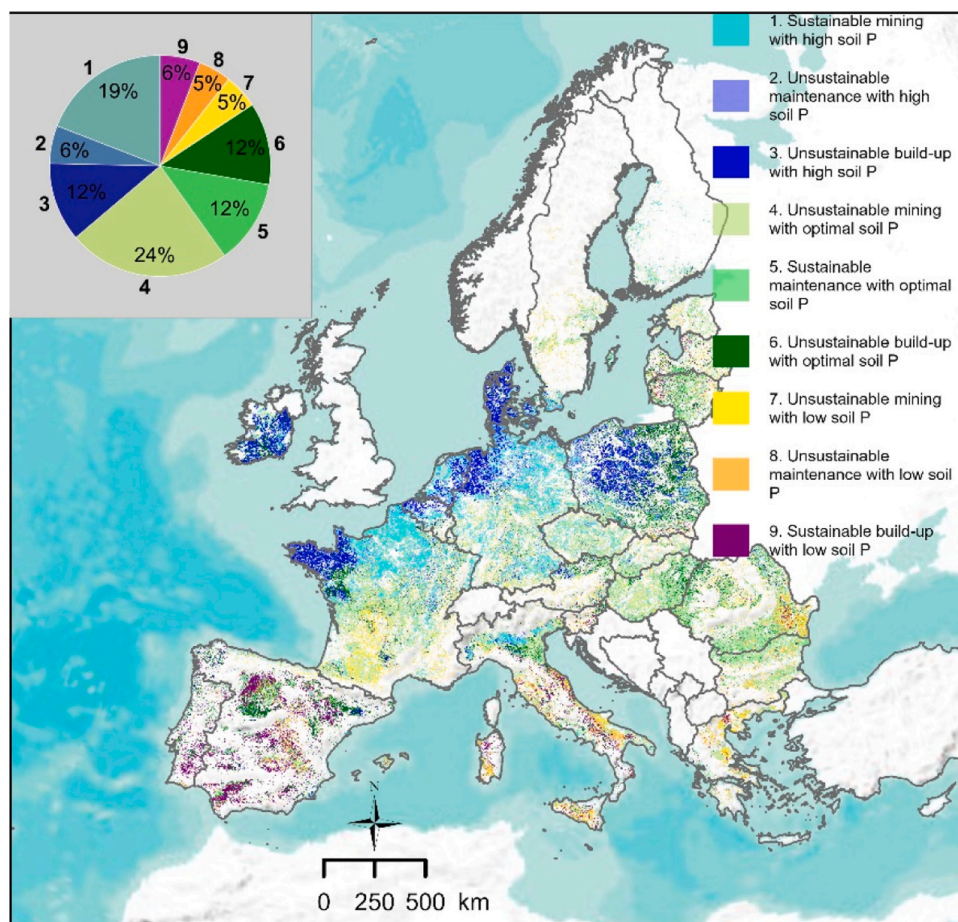 9
8
7
1
6%
5%
5%
19%
6
2
6%
12%
12%
12%
3
5
24%
4
1. Sustainable mining
with high soil P
2. Unsustainable
maintenance with high
soil P
3. Unsustainable build-up
with high soil P
4. Unsustainable mining
with optimal soil P
5. Sustainable
maintenance with optimal
soil P
6. Unsustainable build-up
with optimal soil P
7. Unsustainable mining
with low soil P
8. Unsustainable
maintenance with low soil
P
9. Sustainable build-up
with low soil P
N
0 250 500 km